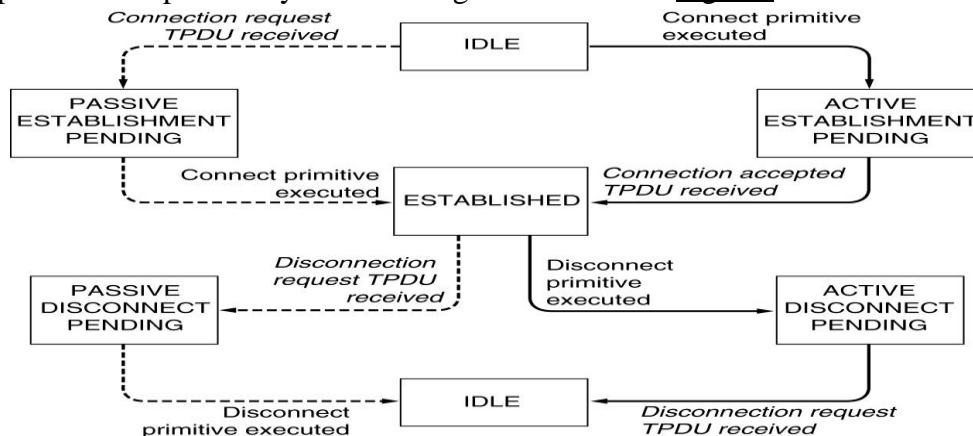 Connection request
TPDU received
IDLE
Connect primitive
executed
PASSIVE
ESTABLISHMENT
PENDING
ACTIVE
ESTABLISHMENT
PENDING
Connect primitive
executed
ESTABLISHED
Connection accepted
TPDU received
Disconnection
request TPDU
received
Disconnect
primitive
executed
PASSIVE
DISCONNECT
PENDING
ACTIVE
DISCONNECT
PENDING
IDLE
Disconnect
primitive executed
Disconnection request
TPDU received